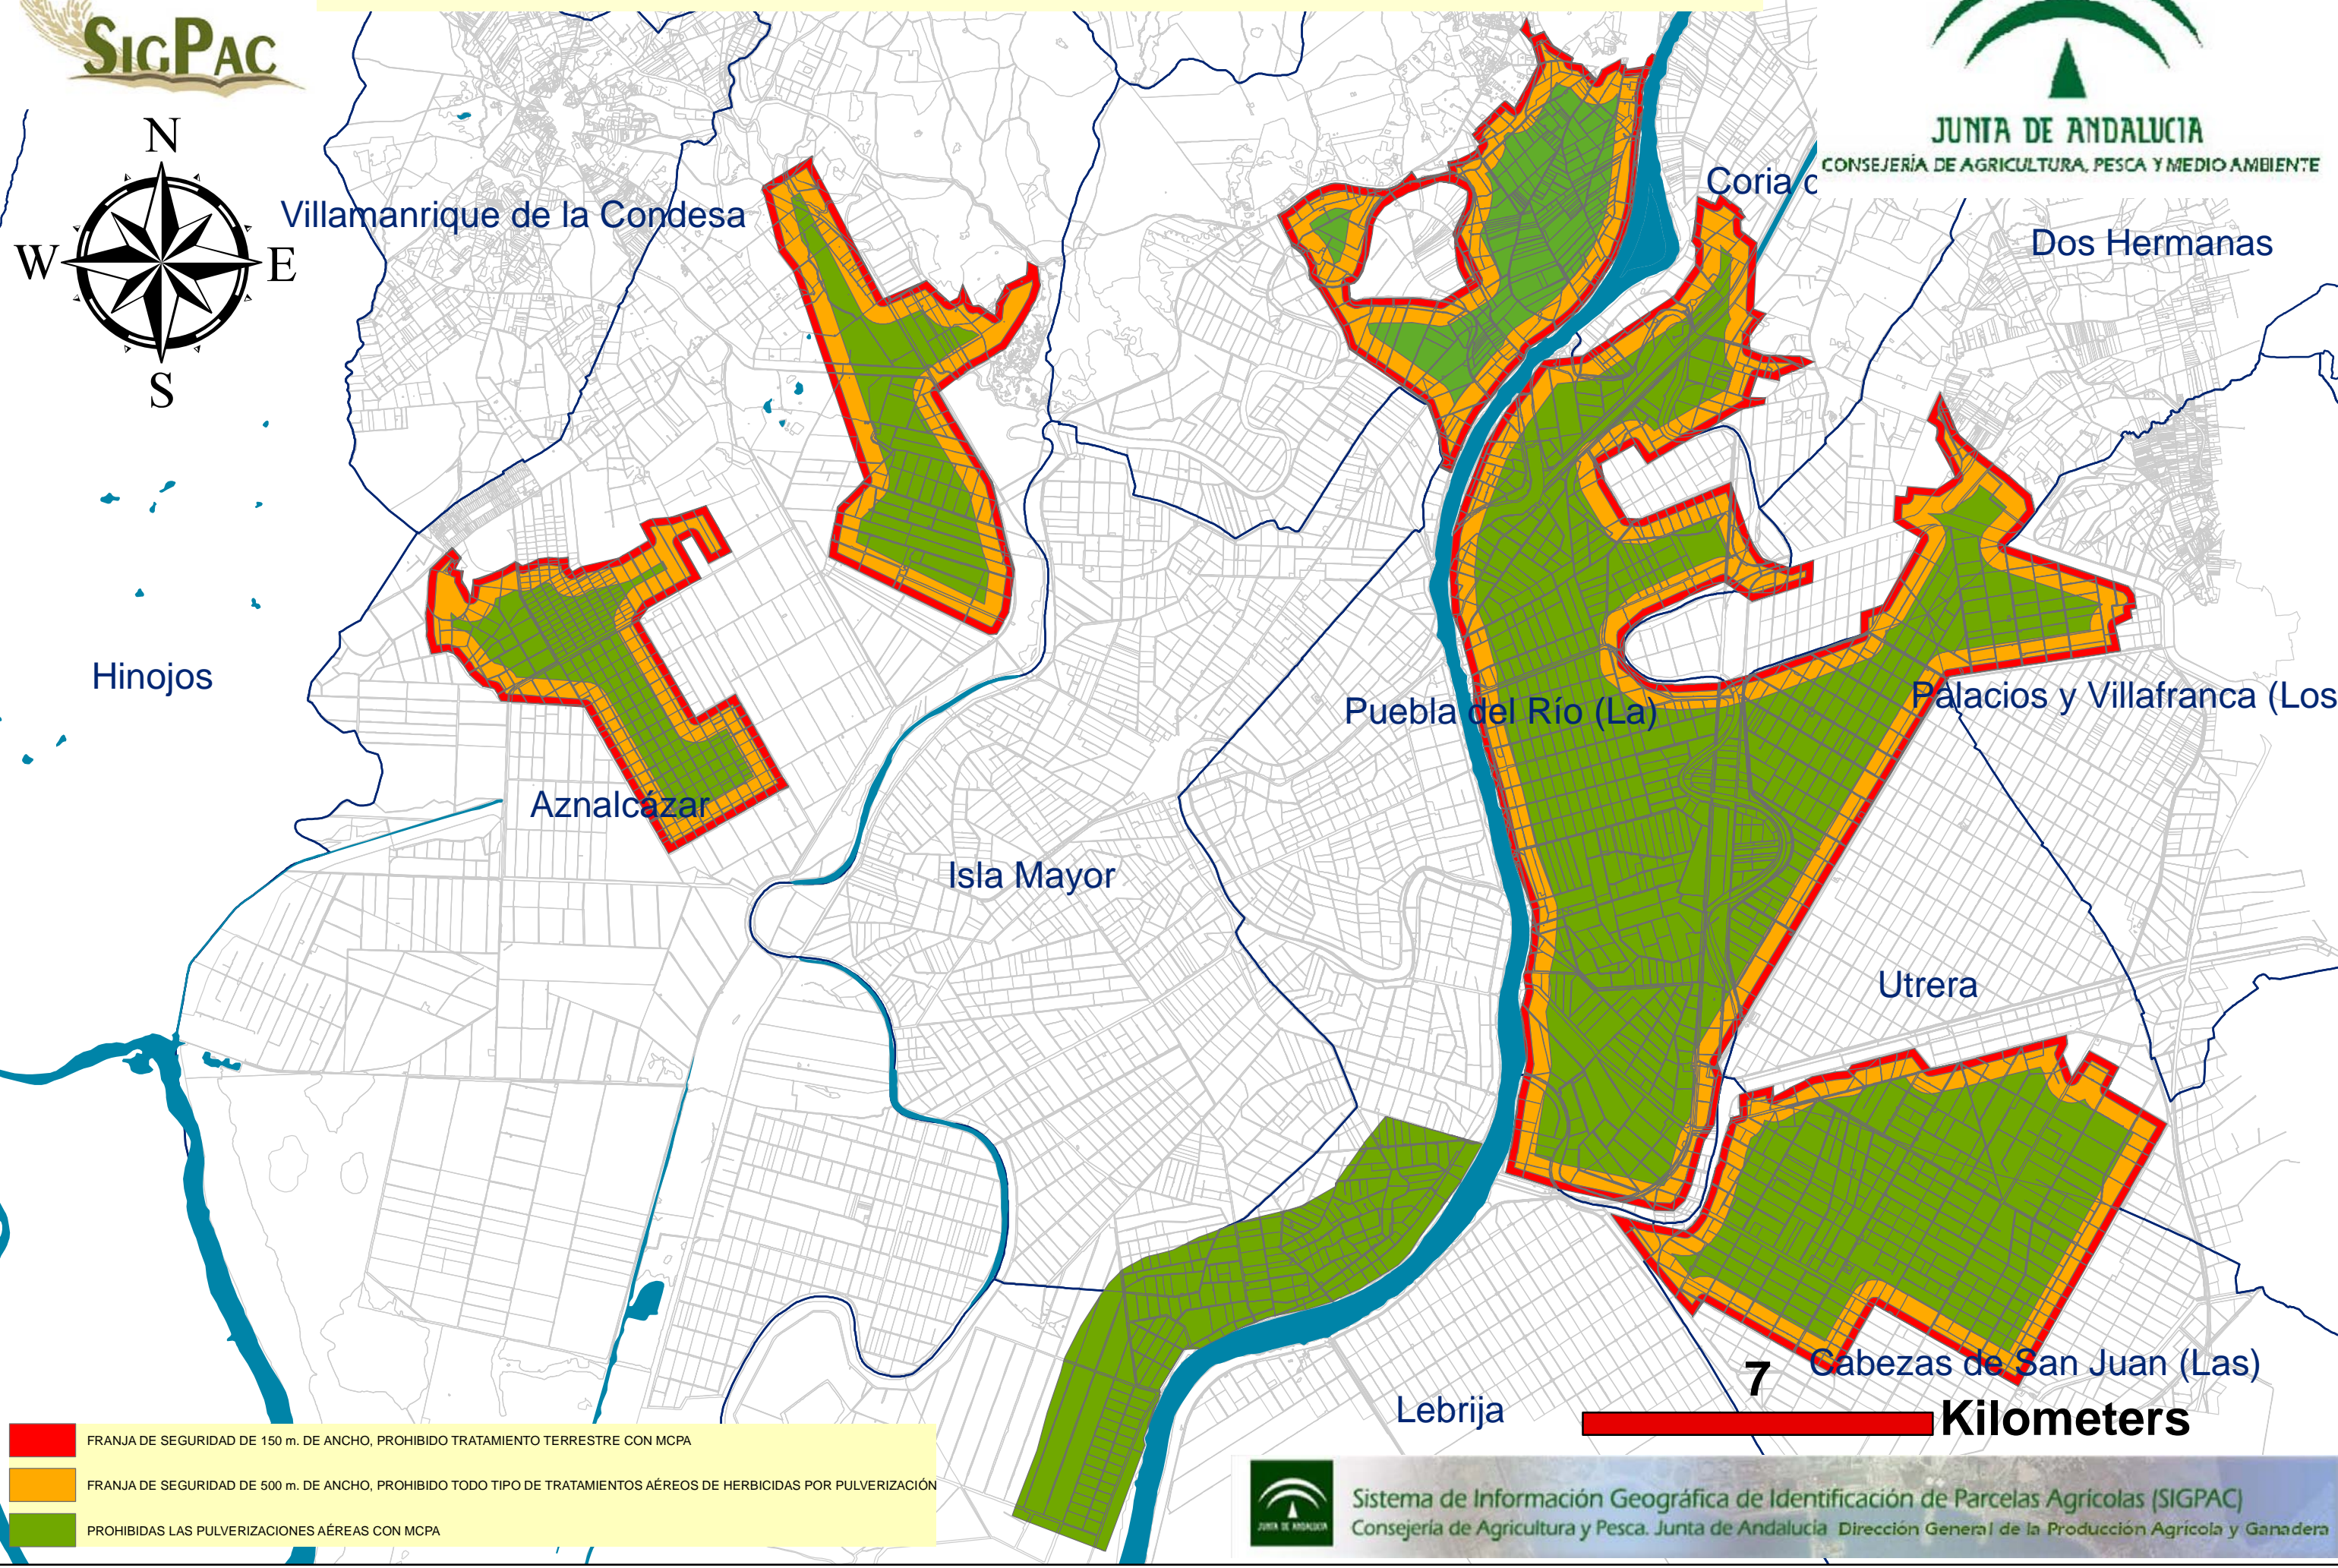 SIGPAC
JUNTA DE ANDALUCIA
CONSEJERÍA DE AGRICULTURA, PESCA Y MEDIO AMBIENTE
N
W
E
S
Villamanrique de la Condesa
Coria
Dos Hermanas
Hinojos
Puebla del Río (La)
Palacios y Villafranca (Los
Aznalcázar
Isla Mayor
Utrera
Cabezas de San Juan (Las)
Lebrija
7
Kilometers
FRANJA DE SEGURIDAD DE 150 m. DE ANCHO, PROHIBIDO TRATAMIENTO TERRESTRE CON MCPA
FRANJA DE SEGURIDAD DE 500 m. DE ANCHO, PROHIBIDO TODO TIPO DE TRATAMIENTOS AÉREOS DE HERBICIDAS POR PULVERIZACIÓN
PROHIBIDAS LAS PULVERIZACIONES AÉREAS CON MCPA
JUNTA DE ANDALUCIA
Sistema de Información Geográfica de Identificación de Parcelas Agrícolas (SIGPAC)
Consejería de Agricultura y Pesca. Junta de Andalucía Dirección General de la Producción Agrícola y Ganadera